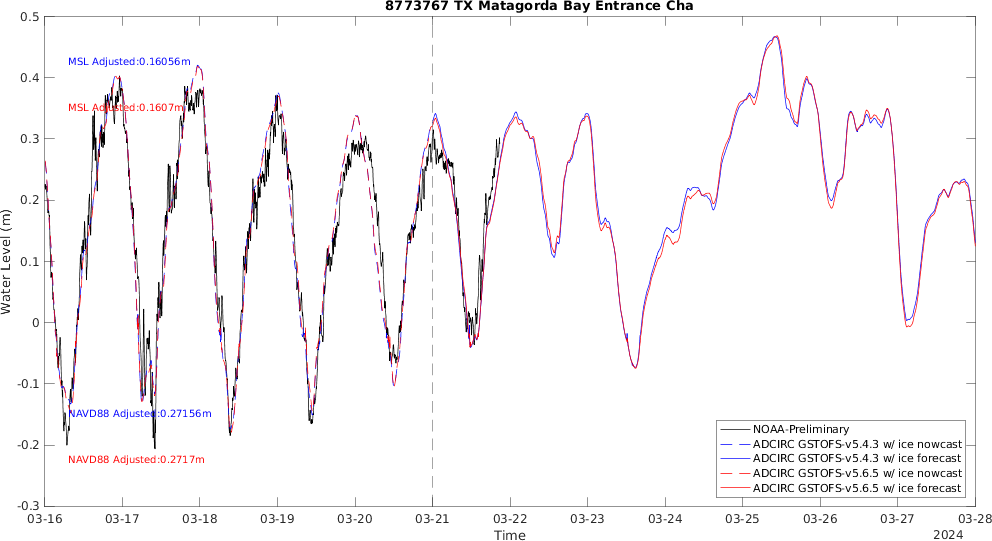 8773767 TX Matagorda Bay Entrance Cha
0.5
0.4
0.3
0.2
0.1
0
-0.1
-0.2
-0.3
Water Level (m)
MSL Adjusted:0.16056m
MSL Adjusted:0.1607m
NAVD88 Adjusted:0.27156m
NAVD88 Adjusted:0.2717m
NOAA-Preliminary
ADCIRC GSTOFS-v5.4.3 w/ ice nowcast
ADCIRC GSTOFS-v5.4.3 w/ ice forecast
ADCIRC GSTOFS-v5.6.5 w/ ice nowcast
ADCIRC GSTOFS-v5.6.5 w/ ice forecast
03-16 03-17 03-18 03-19 03-20 03-21 03-22 03-23 03-24 03-25 03-26 03-27 03-28
Time
2024